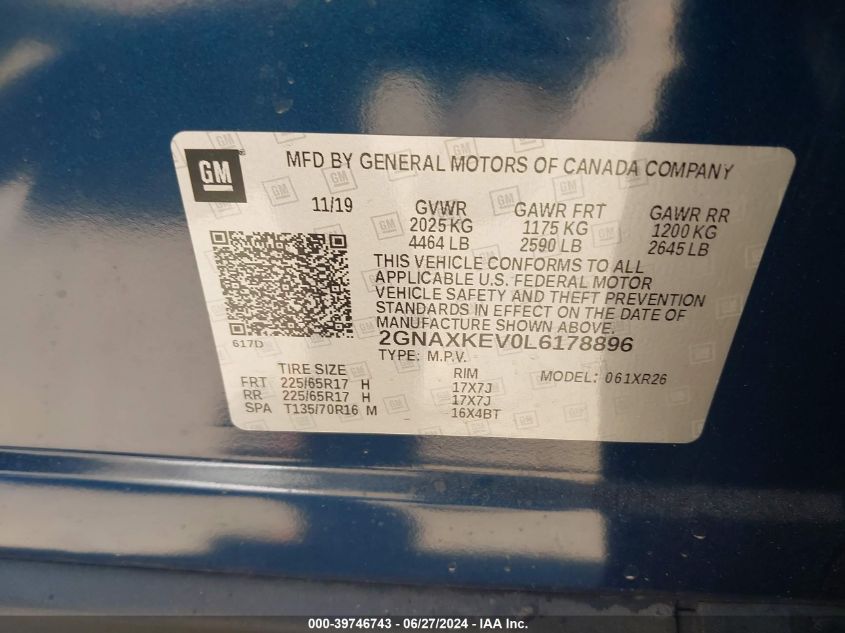 GM
MFD BY GENERAL MOTORS OF CANADA COMPANY
11/19 GVWR GAWR FRT GAWR RR
2025 KG 1175 KG 1200 KG
4464 LB 2590 LB 2645 LB
THIS VEHICLE CONFORMS TO ALL
APPLICABLE U.S. FEDERAL MOTOR
VEHICLE SAFETY AND THEFT PREVENTION
STANDARDS IN EFFECT ON THE DATE OF
MANUFACTURE SHOWN ABOVE.
617D
2GNAXKEV0L6178896
TYPE: M.P.V.
TIRE SIZE RIM MODEL: 061XR26
FRT 225/65R17 H 17X7J
RR 225/65R17 H 17X7J
SPA T135/70R16 M 16X4BT
000-39746743 / 06/27/2024 - IAA Inc.